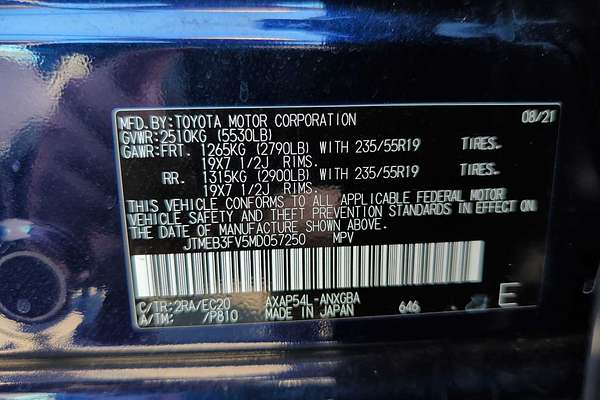 MFD.BY:TOYOTA MOTOR CORPORATION 08/21
GVWR:2510KG (5530LB)
GAWR:FRT. 1265KG (2790LB) WITH 235/55R19 TIRES.
19X7 1/2J RIMS.
RR. 1315KG (2900LB) WITH 235/55R19 TIRES.
19X7 1/2J RIMS.
THIS VEHICLE CONFORMS TO ALL APPLICABLE FEDERAL MOTOR
VEHICLE SAFETY AND THEFT PREVENTION STANDARDS IN EFFECT ON
THE DATE OF MANUFACTURE SHOWN ABOVE.
JTMEB3FV5MD057250 MPV
C/TR:2RA/EC20 AXAP54L-ANXGBA
A/TM: /P810 MADE IN JAPAN 646 E